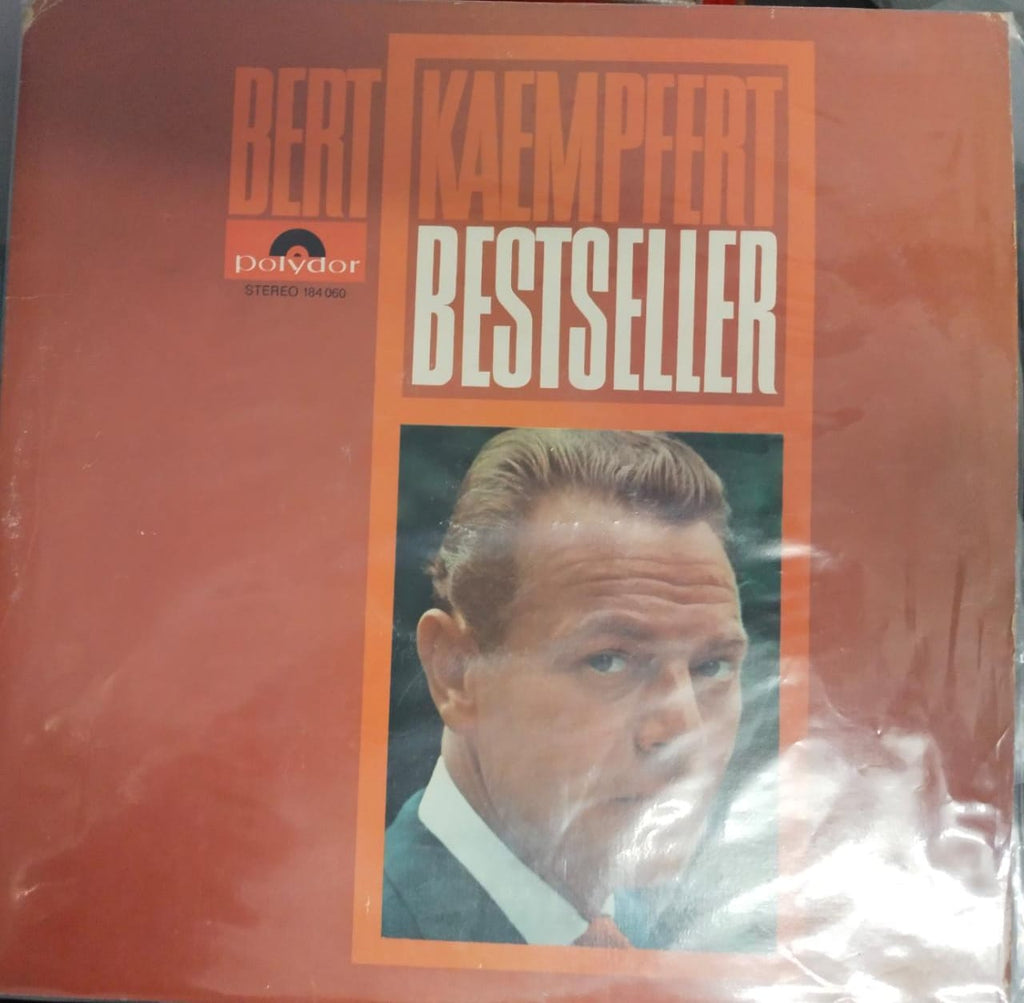 BERT KAEMPFERT
BESTSELLER
polydor
STEREO 184 060